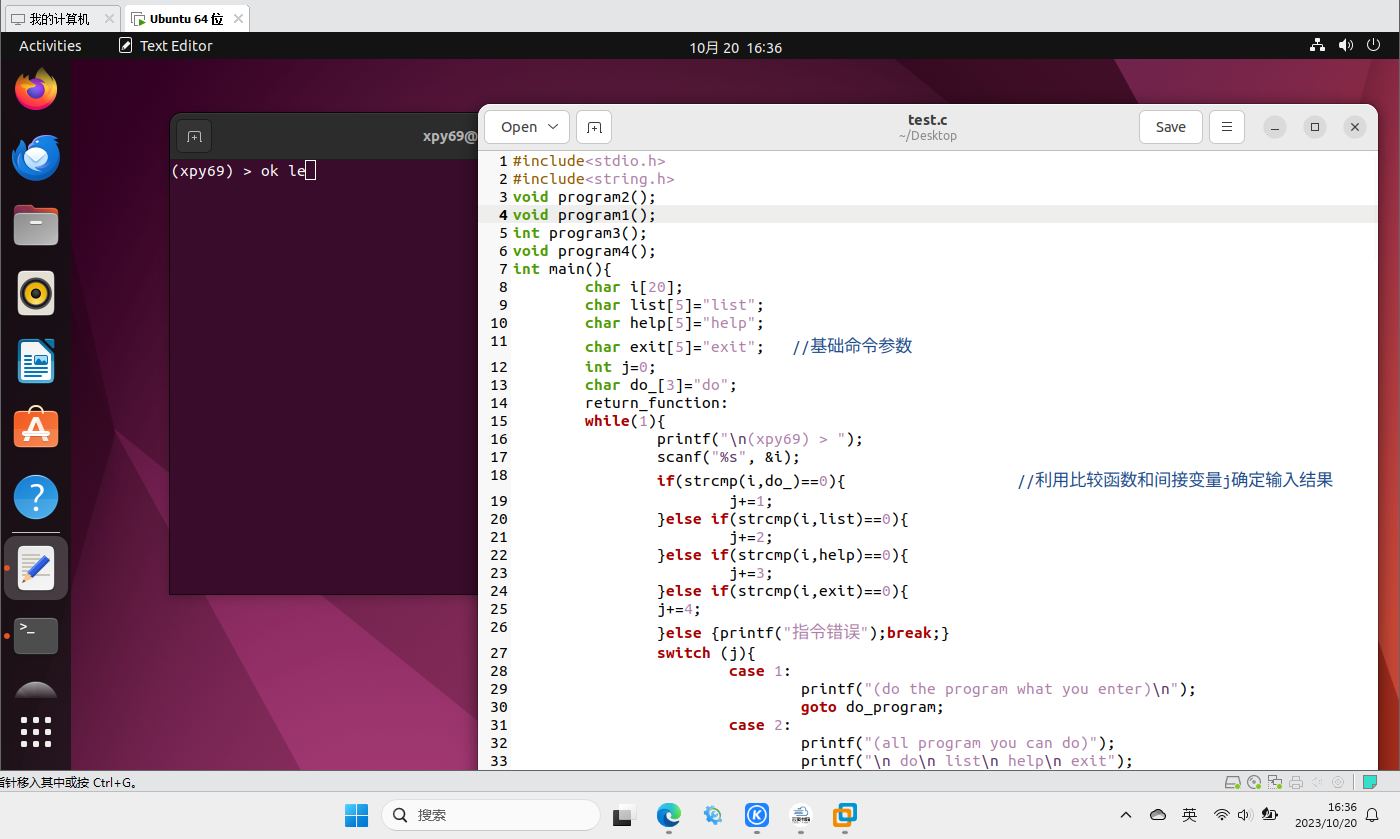 我的计算机
Ubuntu 64 位
Activities
Text Editor
10月 20 16:36
xpy69@
(xpy69) > ok le
Open
test.c
~/Desktop
Save
1 #include<stdio.h>
2 #include<string.h>
3 void program2();
4 void program1();
5 int program3();
6 void program4();
7 int main(){
8 char i[20];
9 char list[5]="list";
10 char help[5]="help";
11 char exit[5]="exit"; //基础命令参数
12 int j=0;
13 char do_[3]="do";
14 return_function:
15 while(1){
16 printf("\n(xpy69) > ");
17 scanf("%s", &i);
18 if(strcmp(i,do_)==0){ //利用比较函数和间接变量j确定输入结果
19 j+=1;
20 }else if(strcmp(i,list)==0){
21 j+=2;
22 }else if(strcmp(i,help)==0){
23 j+=3;
24 }else if(strcmp(i,exit)==0){
25 j+=4;
26 }else {printf("指令错误");break;}
27 switch (j){
28 case 1:
29 printf("(do the program what you enter)\n");
30 goto do_program;
31 case 2:
32 printf("(all program you can do)");
33 printf("\n do\n list\n help\n exit");
指针移入其中或按 Ctrl+G。
搜索
英
16:36
2023/10/20